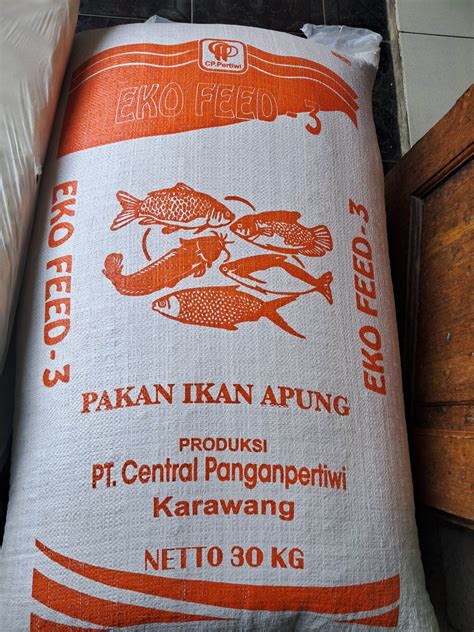 CP.Pertiwi
EKO FEED - 3
EKO FEED-3
EKO FEED-3
PAKAN IKAN APUNG
PRODUKSI
PT. Central Panganpertiwi
Karawang
NETTO 30 KG